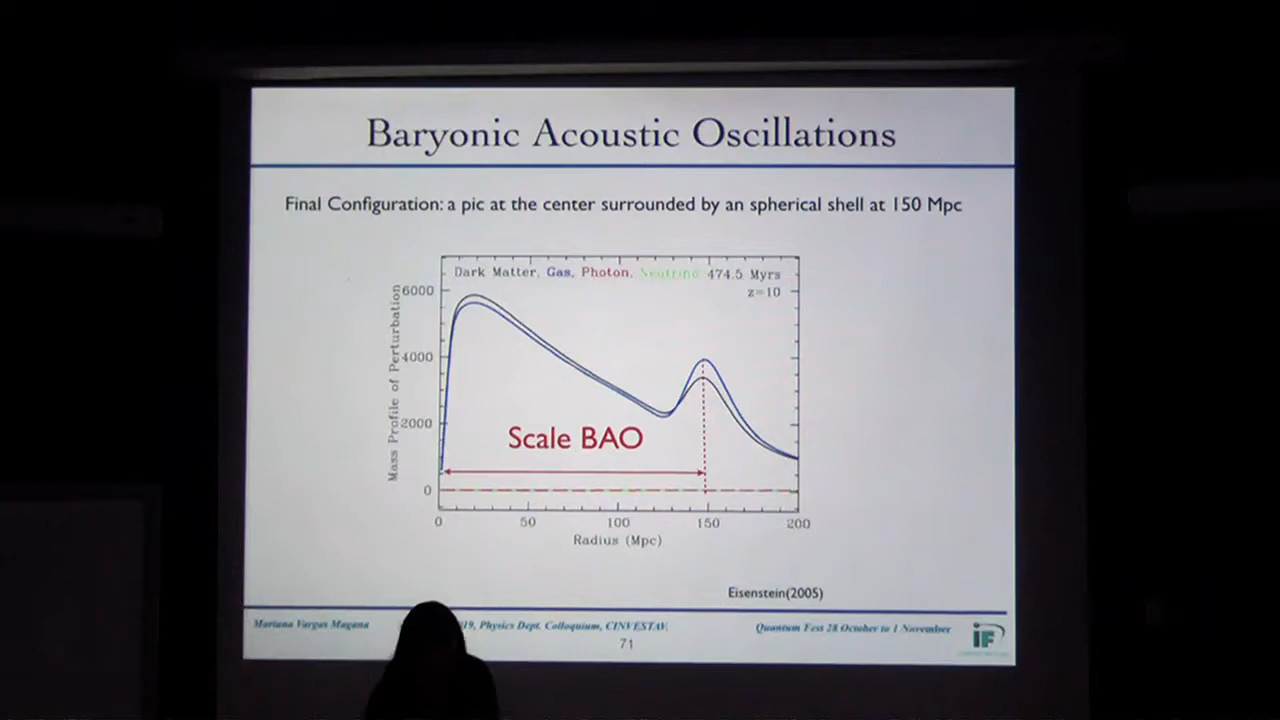 Baryonic Acoustic Oscillations
Final Configuration: a pic at the center surrounded by an spherical shell at 150 Mpc
Dark Matter, Gas, Photon, Neutrino 474.5 Myrs
z=10
Mass Profile of Perturbation
6000
4000
2000
0
Scale BAO
0 50 100 150 200
Radius (Mpc)
Eisenstein(2005)
Mariana Vargas Magana
19, Physics Dept. Colloquium, CINVESTAV.
Quantum Fest 28 October to 1 November
71
iF